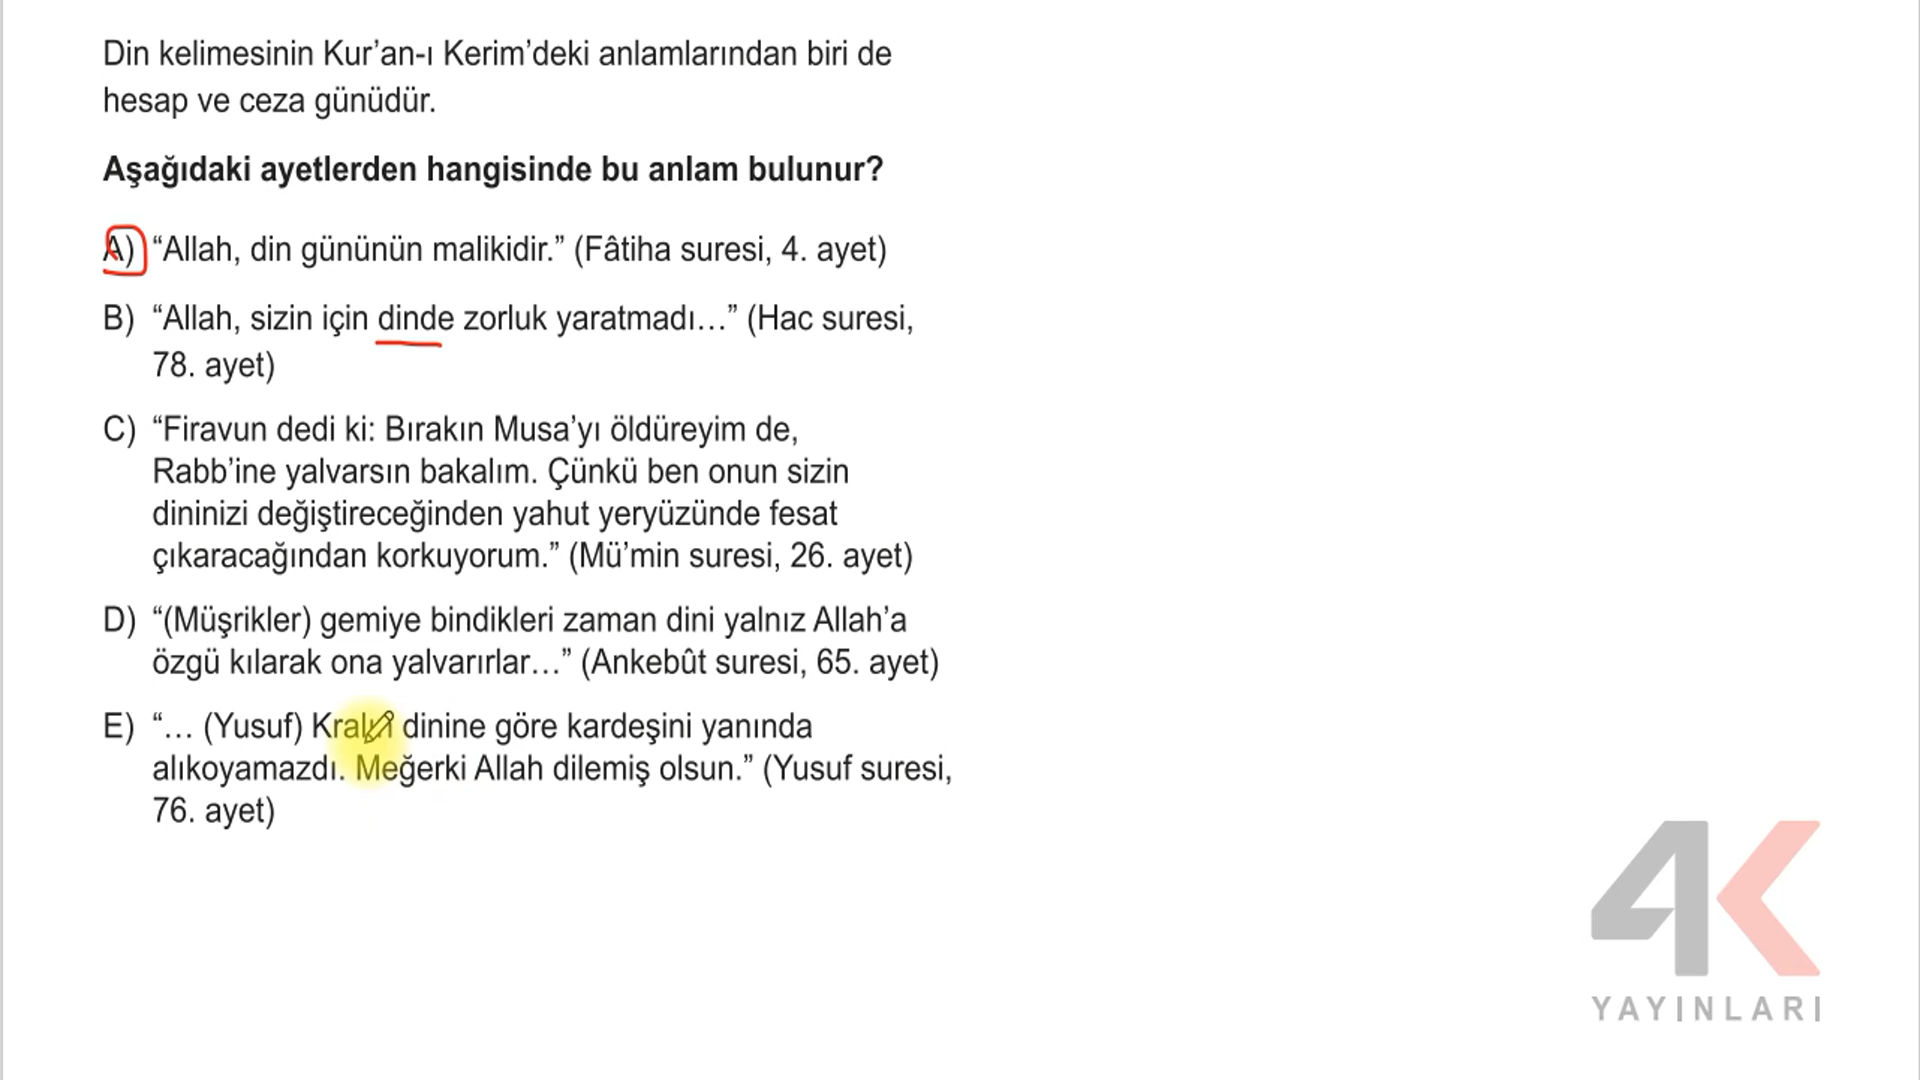 Din kelimesinin Kur’an-ı Kerim’deki anlamlarından biri de
hesap ve ceza günüdür.
Aşağıdaki ayetlerden hangisinde bu anlam bulunur?
A) “Allah, din gününün malikidir.” (Fâtiha suresi, 4. ayet)
B) “Allah, sizin için dinde zorluk yaratmadı…” (Hac suresi,
78. ayet)
C) “Firavun dedi ki: Bırakın Musa’yı öldüreyim de,
Rabb’ine yalvarsın bakalım. Çünkü ben onun sizin
dininizi değiştireceğinden yahut yeryüzünde fesat
çıkaracağından korkuyorum.” (Mü’min suresi, 26. ayet)
D) “(Müşrikler) gemiye bindikleri zaman dini yalnız Allah’a
özgü kılarak ona yalvarırlar…” (Ankebût suresi, 65. ayet)
E) “… (Yusuf) Kralın dinine göre kardeşini yanında
alıkoyamazdı. Meğerki Allah dilemiş olsun.” (Yusuf suresi,
76. ayet)
4K
YAYINLARI